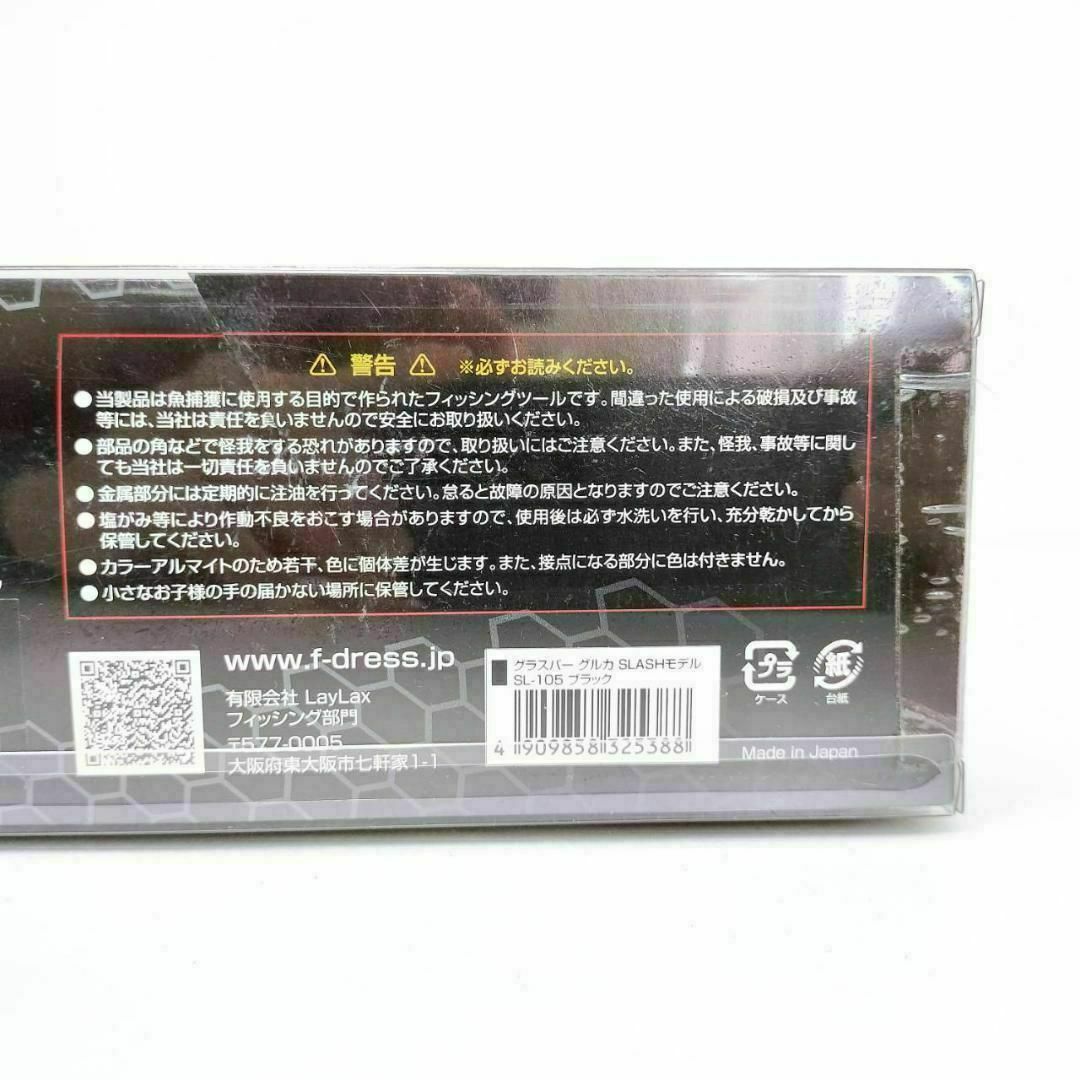 ⚠ 警告 ⚠ ※必ずお読みください。
●当製品は魚捕獲に使用する目的で作られたフィッシングツールです。間違った使用による破損及び事故
等には、当社は責任を負いませんので安全にお取り扱いください。
●部品の角などで怪我をする恐れがありますので、取り扱いにはご注意ください。また、怪我、事故等に関し
ても当社は一切責任を負いませんのでご了承ください。
●金属部分には定期的に注油を行ってください。怠ると故障の原因となりますのでご注意ください。
●塩がみ等により作動不良をおこす場合がありますので、使用後は必ず水洗いを行い、充分乾かしてから
保管してください。
●カラーアルマイトのため若干、色に個体差が生じます。また、接点になる部分に色は付きません。
●小さなお子様の手の届かない場所に保管してください。
www.f-dress.jp
有限会社 LayLax
フィッシング部門
〒577-0005
大阪府東大阪市七軒家1-1
グラスパー グルカ SLASHモデル
SL-105 ブラック
4 909858 325388
プラ
ケース
紙
台紙
Made in Japan